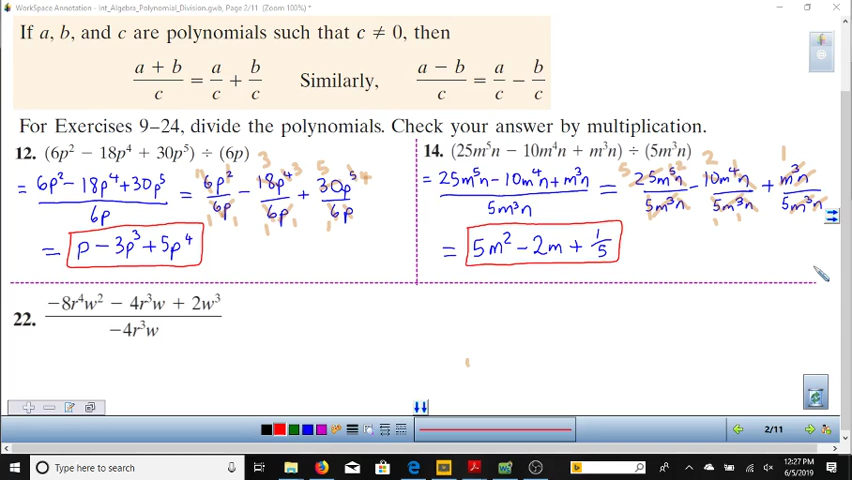 WorkSpace Annotation - Int_Algebra_Polynomial_Division.gwb, Page 2/11 (Zoom 100%) *
If a, b, and c are polynomials such that c ≠ 0, then
(a + b)/c = a/c + b/c Similarly, (a − b)/c = a/c − b/c
For Exercises 9–24, divide the polynomials. Check your answer by multiplication.
12. (6p² − 18p⁴ + 30p⁵) ÷ (6p)
= (6p² − 18p⁴ + 30p⁵)/6p = 6p²/6p − 18p⁴/6p + 30p⁵/6p
= p − 3p³ + 5p⁴
14. (25m⁵n − 10m⁴n + m³n) ÷ (5m³n)
= (25m⁵n − 10m⁴n + m³n)/5m³n = 25m⁵n/5m³n − 10m⁴n/5m³n + m³n/5m³n
= 5m² − 2m + 1/5
22. (−8r⁴w² − 4r³w + 2w³)/(−4r³w)
2/11
Type here to search
12:27 PM
6/5/2019